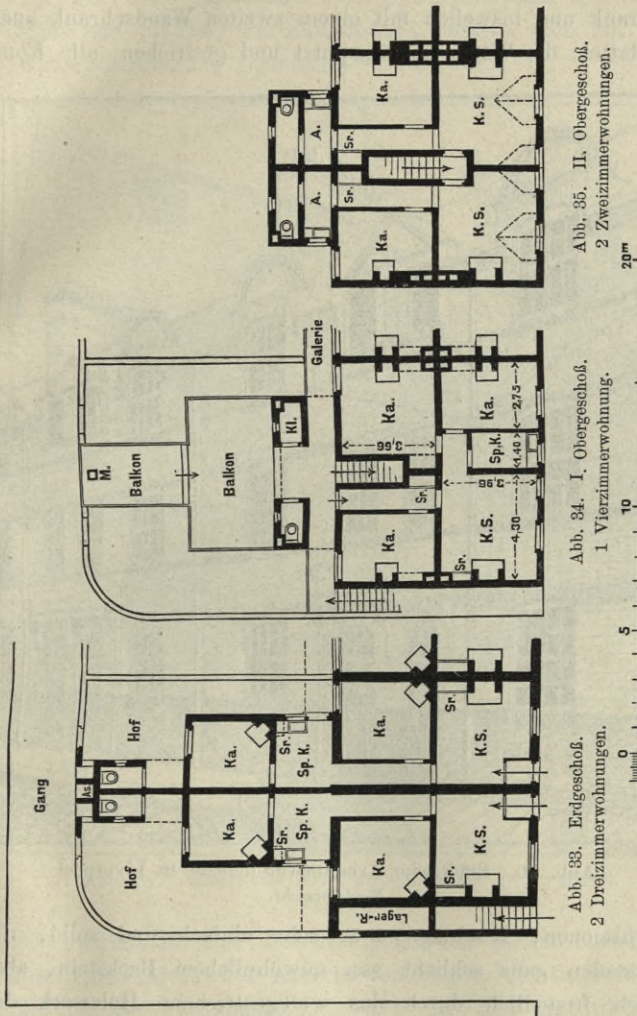 Gang
As.
Hof
Hof
Ka.
Ka.
Sr.
Sr.
Sp. K.
Sp. K.
Lager-R.
Ka.
Ka.
Sr.
Sr.
K.S.
K.S.
Abb. 33. Erdgeschoß.
2 Dreizimmerwohnungen.
M.
Balkon
Balkon
Kl.
Galerie
Ka.
3,66
Ka.
Sr.
Sr.
3,96
K.S.
Sp.K.
Ka.
4,30
1,40
2,75
Abb. 34. I. Obergeschoß.
1 Vierzimmerwohnung.
A.
A.
Sr.
Sr.
Ka.
Ka.
K.S.
K.S.
Abb. 35. II. Obergeschoß.
2 Zweizimmerwohnungen.
0 5 10 20m